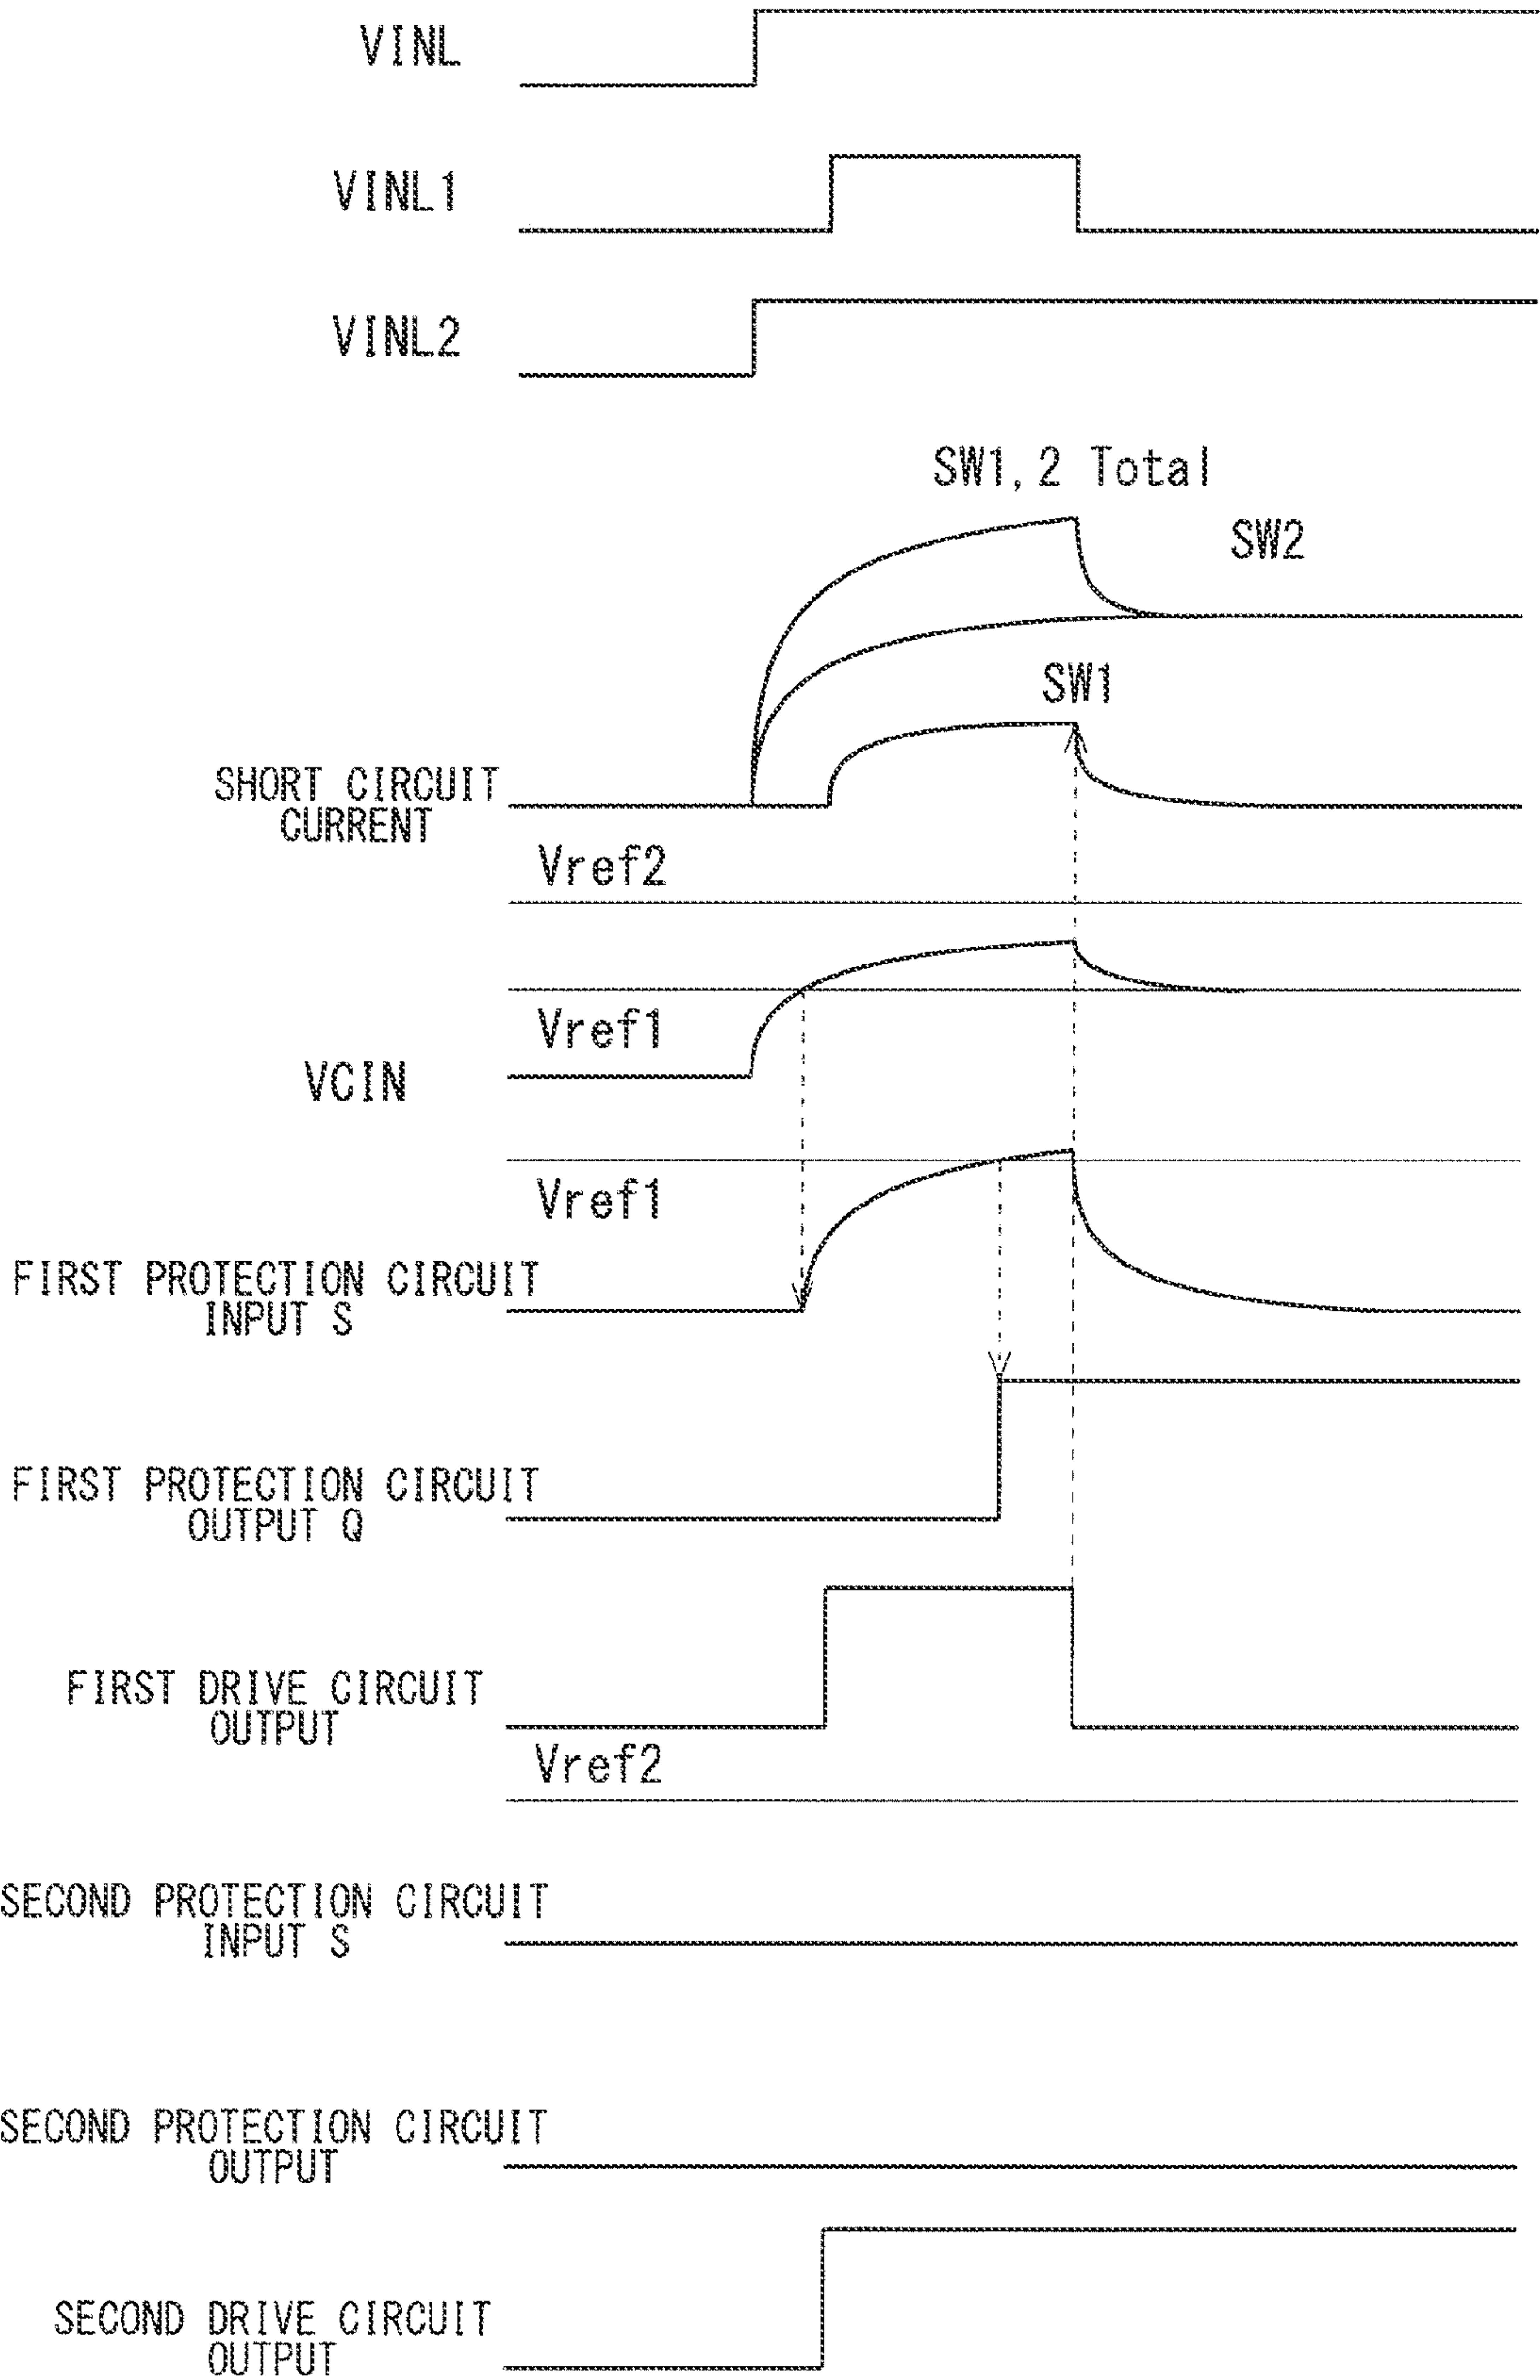 VINL
VINL1
VINL2
SW1,2 Total
SW2
SW1
SHORT CIRCUIT
CURRENT
Vref2
Vref1
VCIN
Vref1
FIRST PROTECTION CIRCUIT
INPUT S
FIRST PROTECTION CIRCUIT
OUTPUT Q
FIRST DRIVE CIRCUIT
OUTPUT
Vref2
SECOND PROTECTION CIRCUIT
INPUT S
SECOND PROTECTION CIRCUIT
OUTPUT
SECOND DRIVE CIRCUIT
OUTPUT